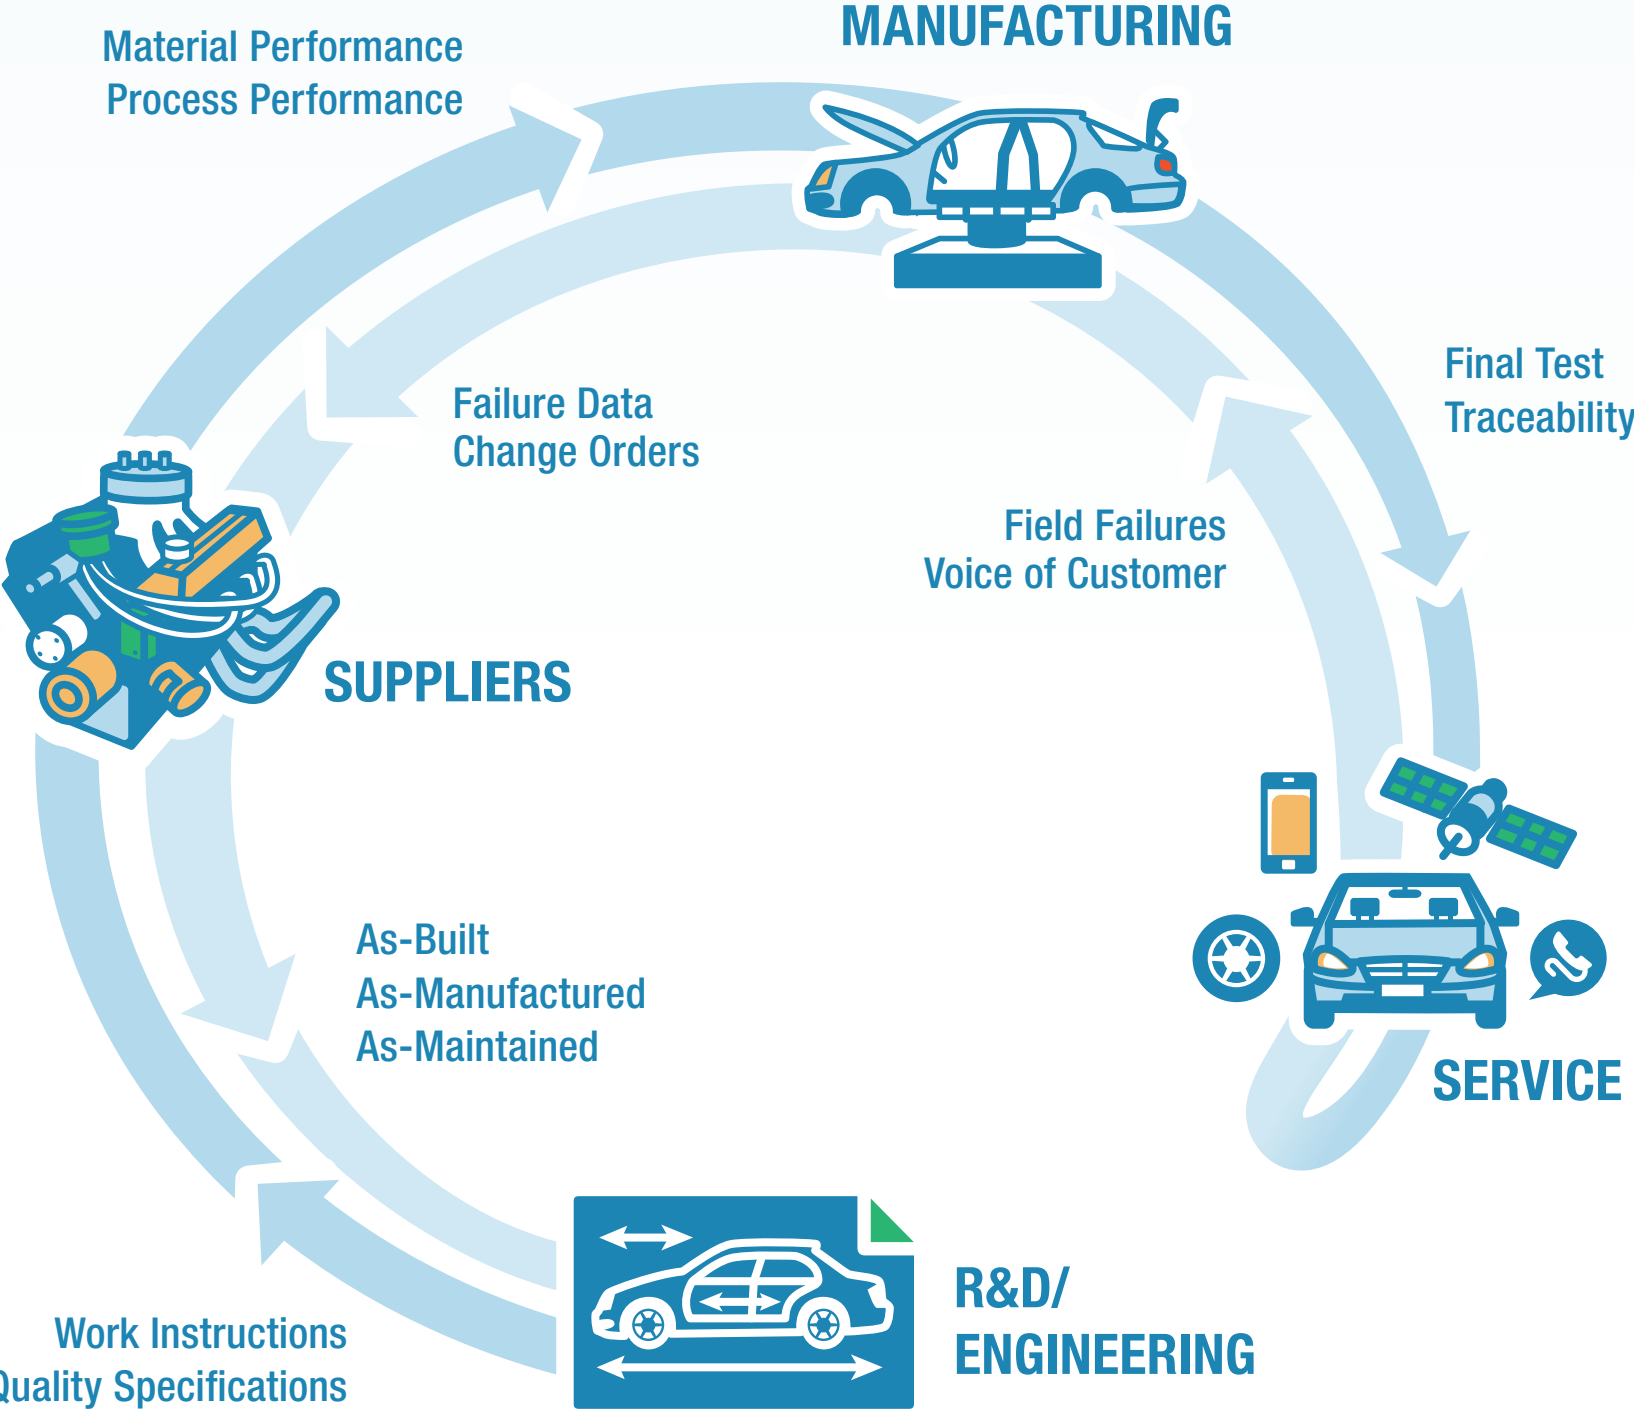 MANUFACTURING
Material Performance
Process Performance
Final Test
Traceability
Failure Data
Change Orders
Field Failures
Voice of Customer
SUPPLIERS
As-Built
As-Manufactured
As-Maintained
SERVICE
R&D/
ENGINEERING
Work Instructions
Quality Specifications